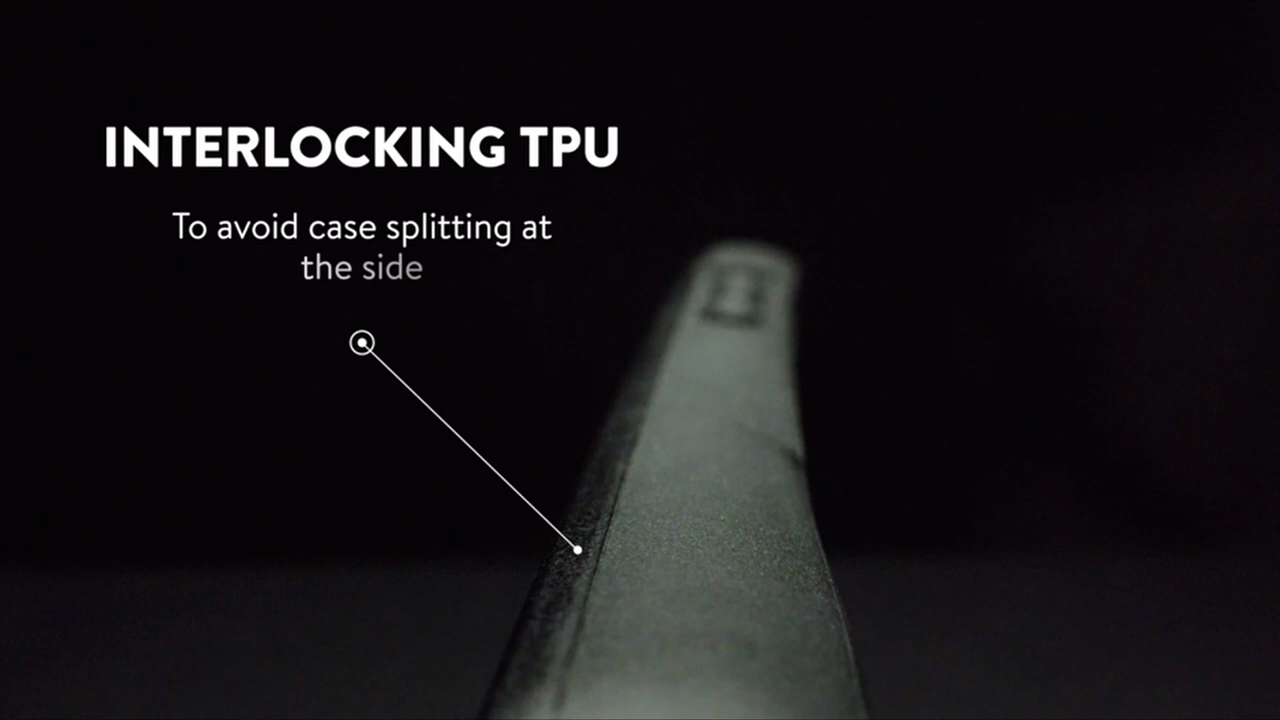 INTERLOCKING TPU
To avoid case splitting at
the side